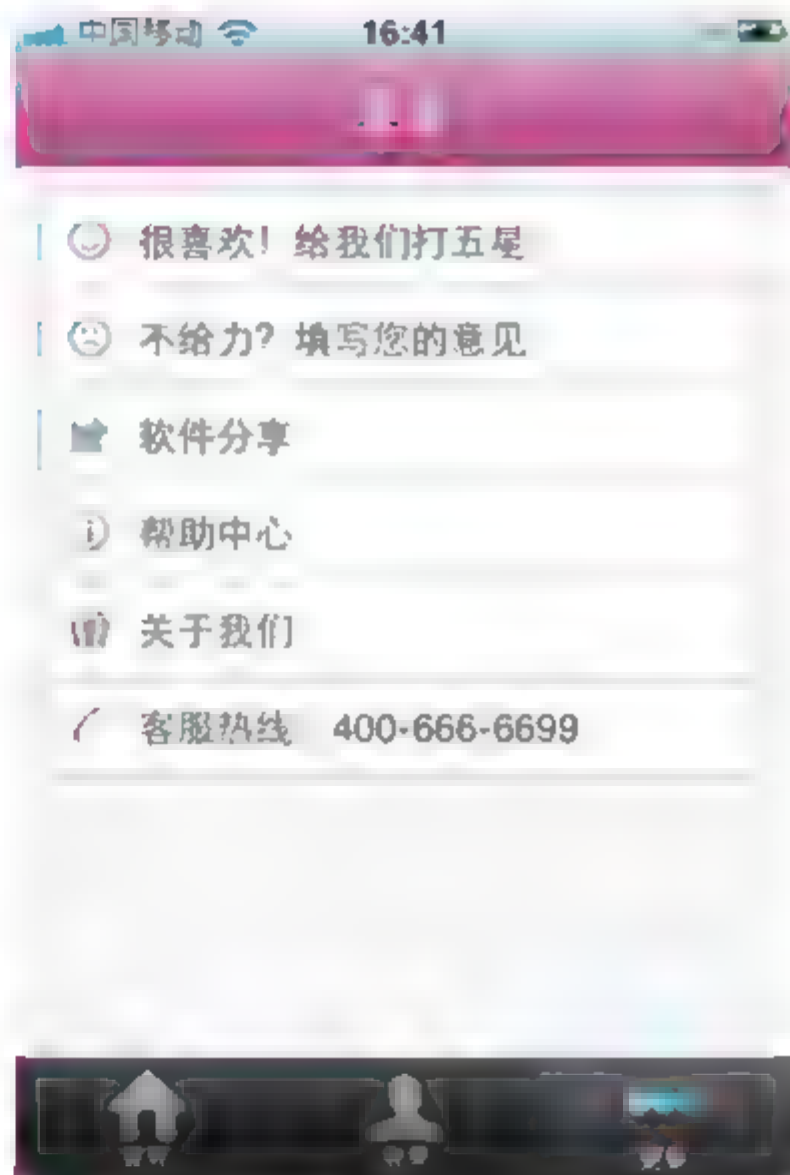 中国移动 16:41
很喜欢！给我们打五星
不给力？填写您的意见
软件分享
帮助中心
关于我们
客服热线 400-666-6699